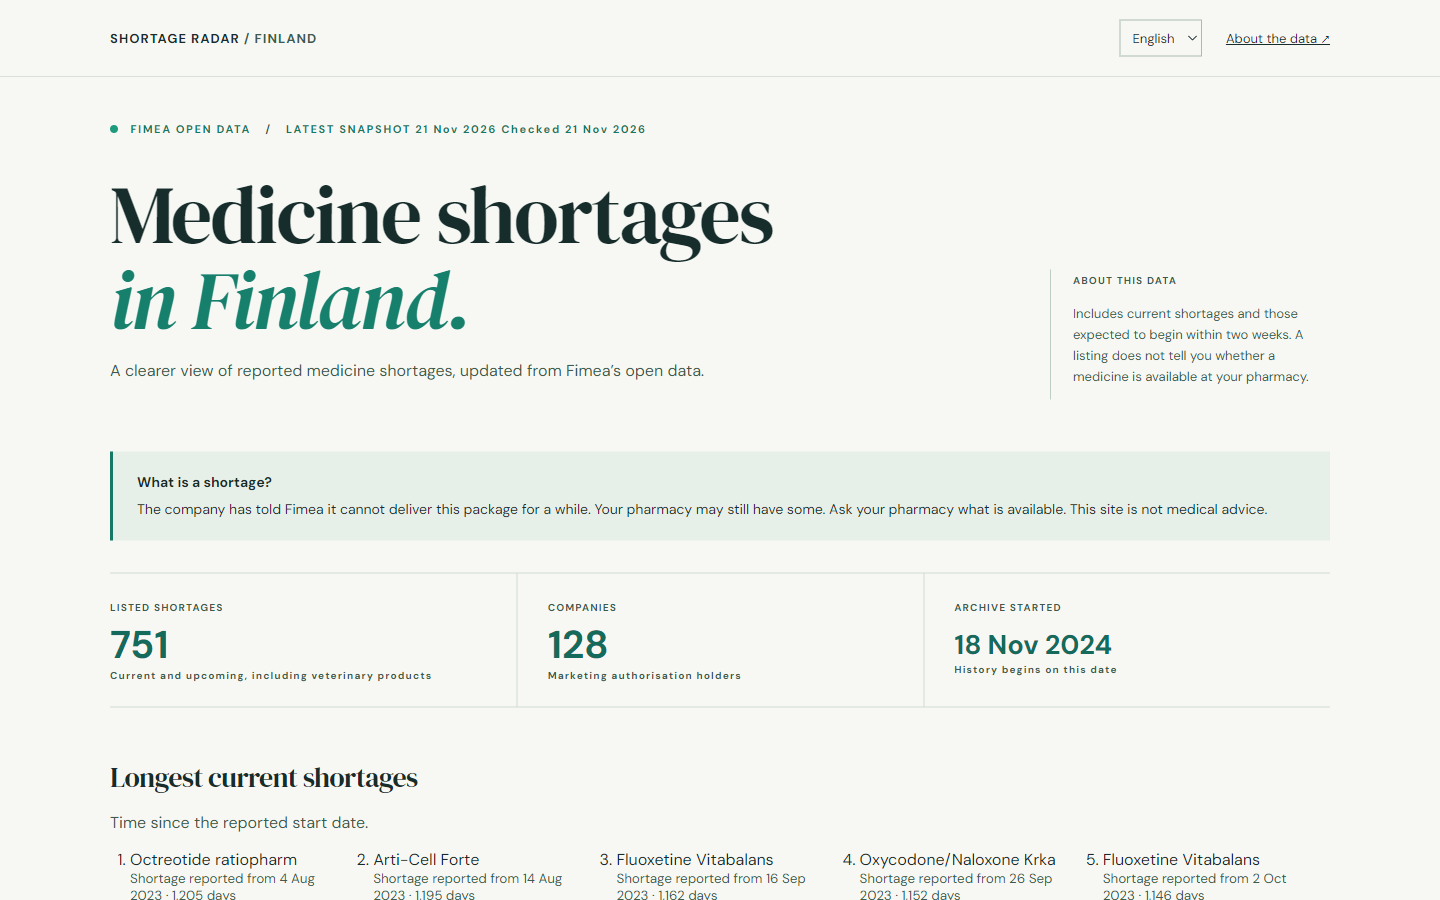 SHORTAGE RADAR / FINLAND
English
About the data ↗
FIMEA OPEN DATA / LATEST SNAPSHOT 21 Nov 2026 Checked 21 Nov 2026
Medicine shortages
in Finland.
A clearer view of reported medicine shortages, updated from Fimea’s open data.
ABOUT THIS DATA
Includes current shortages and those
expected to begin within two weeks. A
listing does not tell you whether a
medicine is available at your pharmacy.
What is a shortage?
The company has told Fimea it cannot deliver this package for a while. Your pharmacy may still have some. Ask your pharmacy what is available. This site is not medical advice.
LISTED SHORTAGES
751
Current and upcoming, including veterinary products
COMPANIES
128
Marketing authorisation holders
ARCHIVE STARTED
18 Nov 2024
History begins on this date
Longest current shortages
Time since the reported start date.
1. Octreotide ratiopharm
Shortage reported from 4 Aug
2023 · 1,205 days
2. Arti-Cell Forte
Shortage reported from 14 Aug
2023 · 1,195 days
3. Fluoxetine Vitabalans
Shortage reported from 16 Sep
2023 · 1,162 days
4. Oxycodone/Naloxone Krka
Shortage reported from 26 Sep
2023 · 1,152 days
5. Fluoxetine Vitabalans
Shortage reported from 2 Oct
2023 · 1,146 days